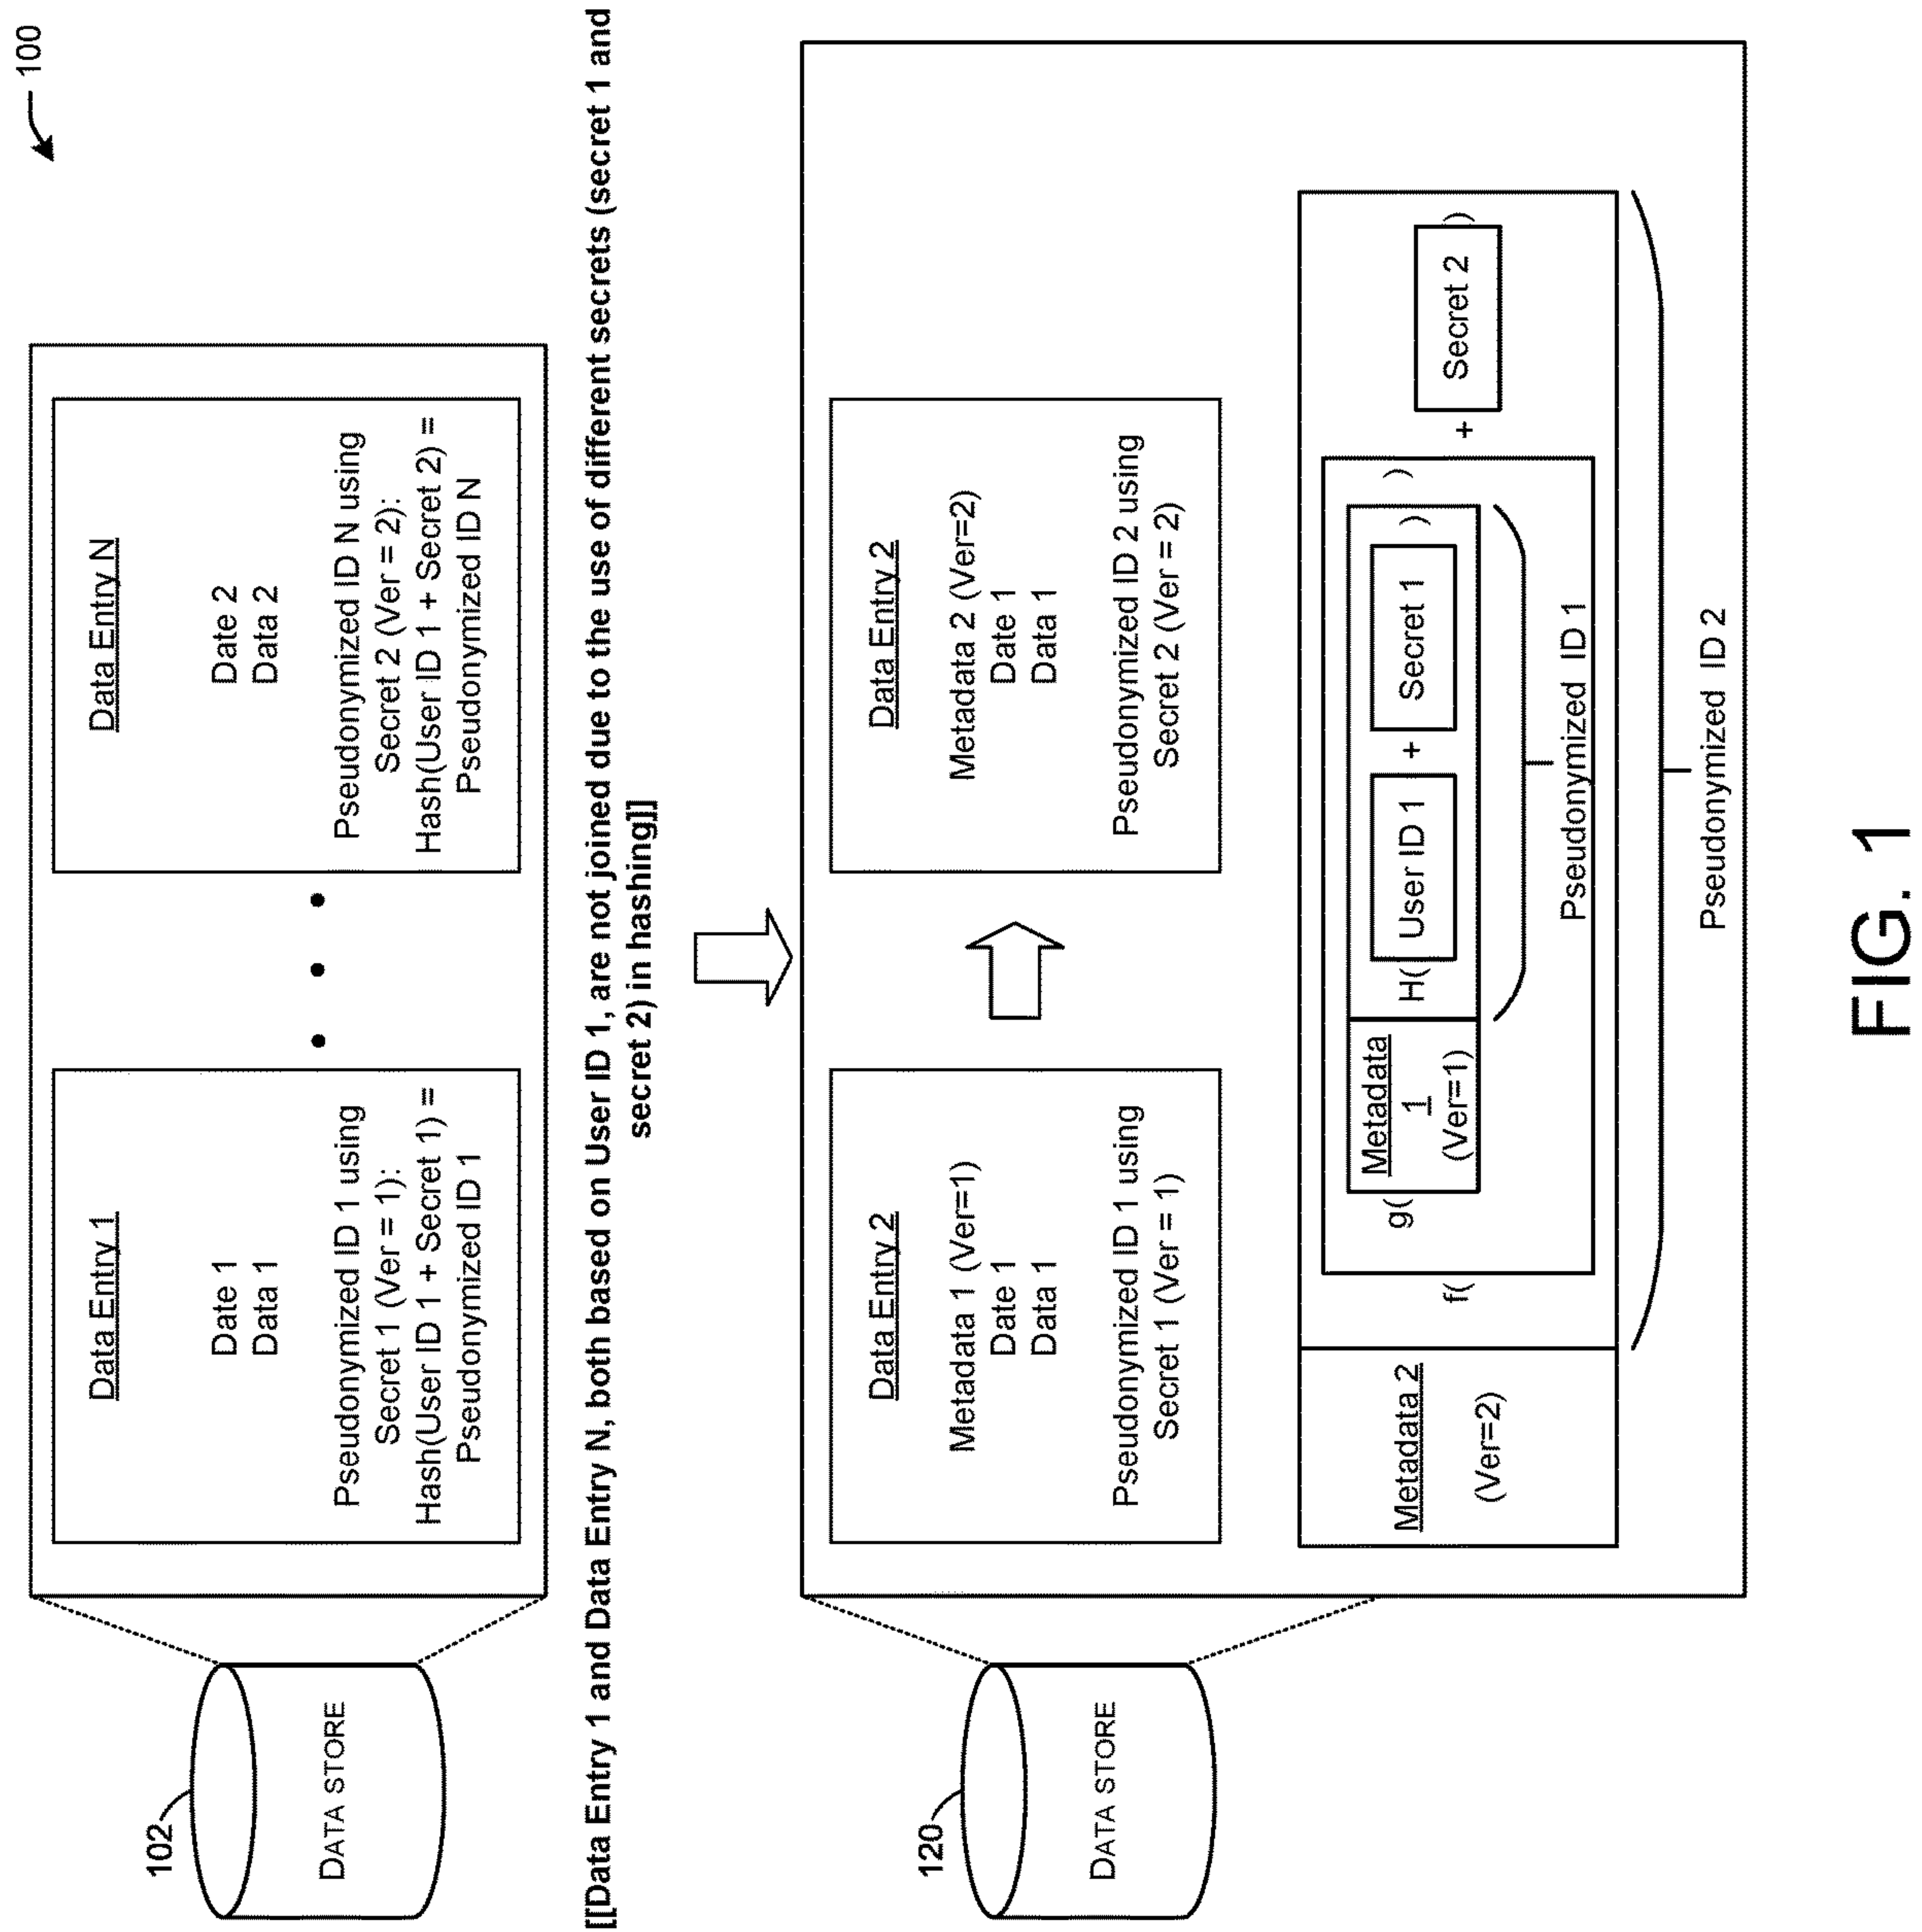 100
102
DATA STORE
Data Entry 1
Date 1
Data 1
Pseudonymized ID 1 using
Secret 1 (Ver = 1):
Hash(User ID 1 + Secret 1) =
Pseudonymized ID 1
Data Entry N
Date 2
Data 2
Pseudonymized ID N using
Secret 2 (Ver = 2):
Hash(User ID 1 + Secret 2) =
Pseudonymized ID N
[[Data Entry 1 and Data Entry N, both based on User ID 1, are not joined due to the use of different secrets (secret 1 and
secret 2) in hashing]]
120
DATA STORE
Data Entry 2
Metadata 1 (Ver=1)
Date 1
Data 1
Pseudonymized ID 1 using
Secret 1 (Ver = 1)
Data Entry 2
Metadata 2 (Ver=2)
Date 1
Data 1
Pseudonymized ID 2 using
Secret 2 (Ver = 2)
Metadata 2
(Ver=2)
f(
g(
Metadata
1
(Ver=1)
H( User ID 1 + Secret 1 )
)
+ Secret 2 )
Pseudonymized ID 1
Pseudonymized ID 2
FIG. 1